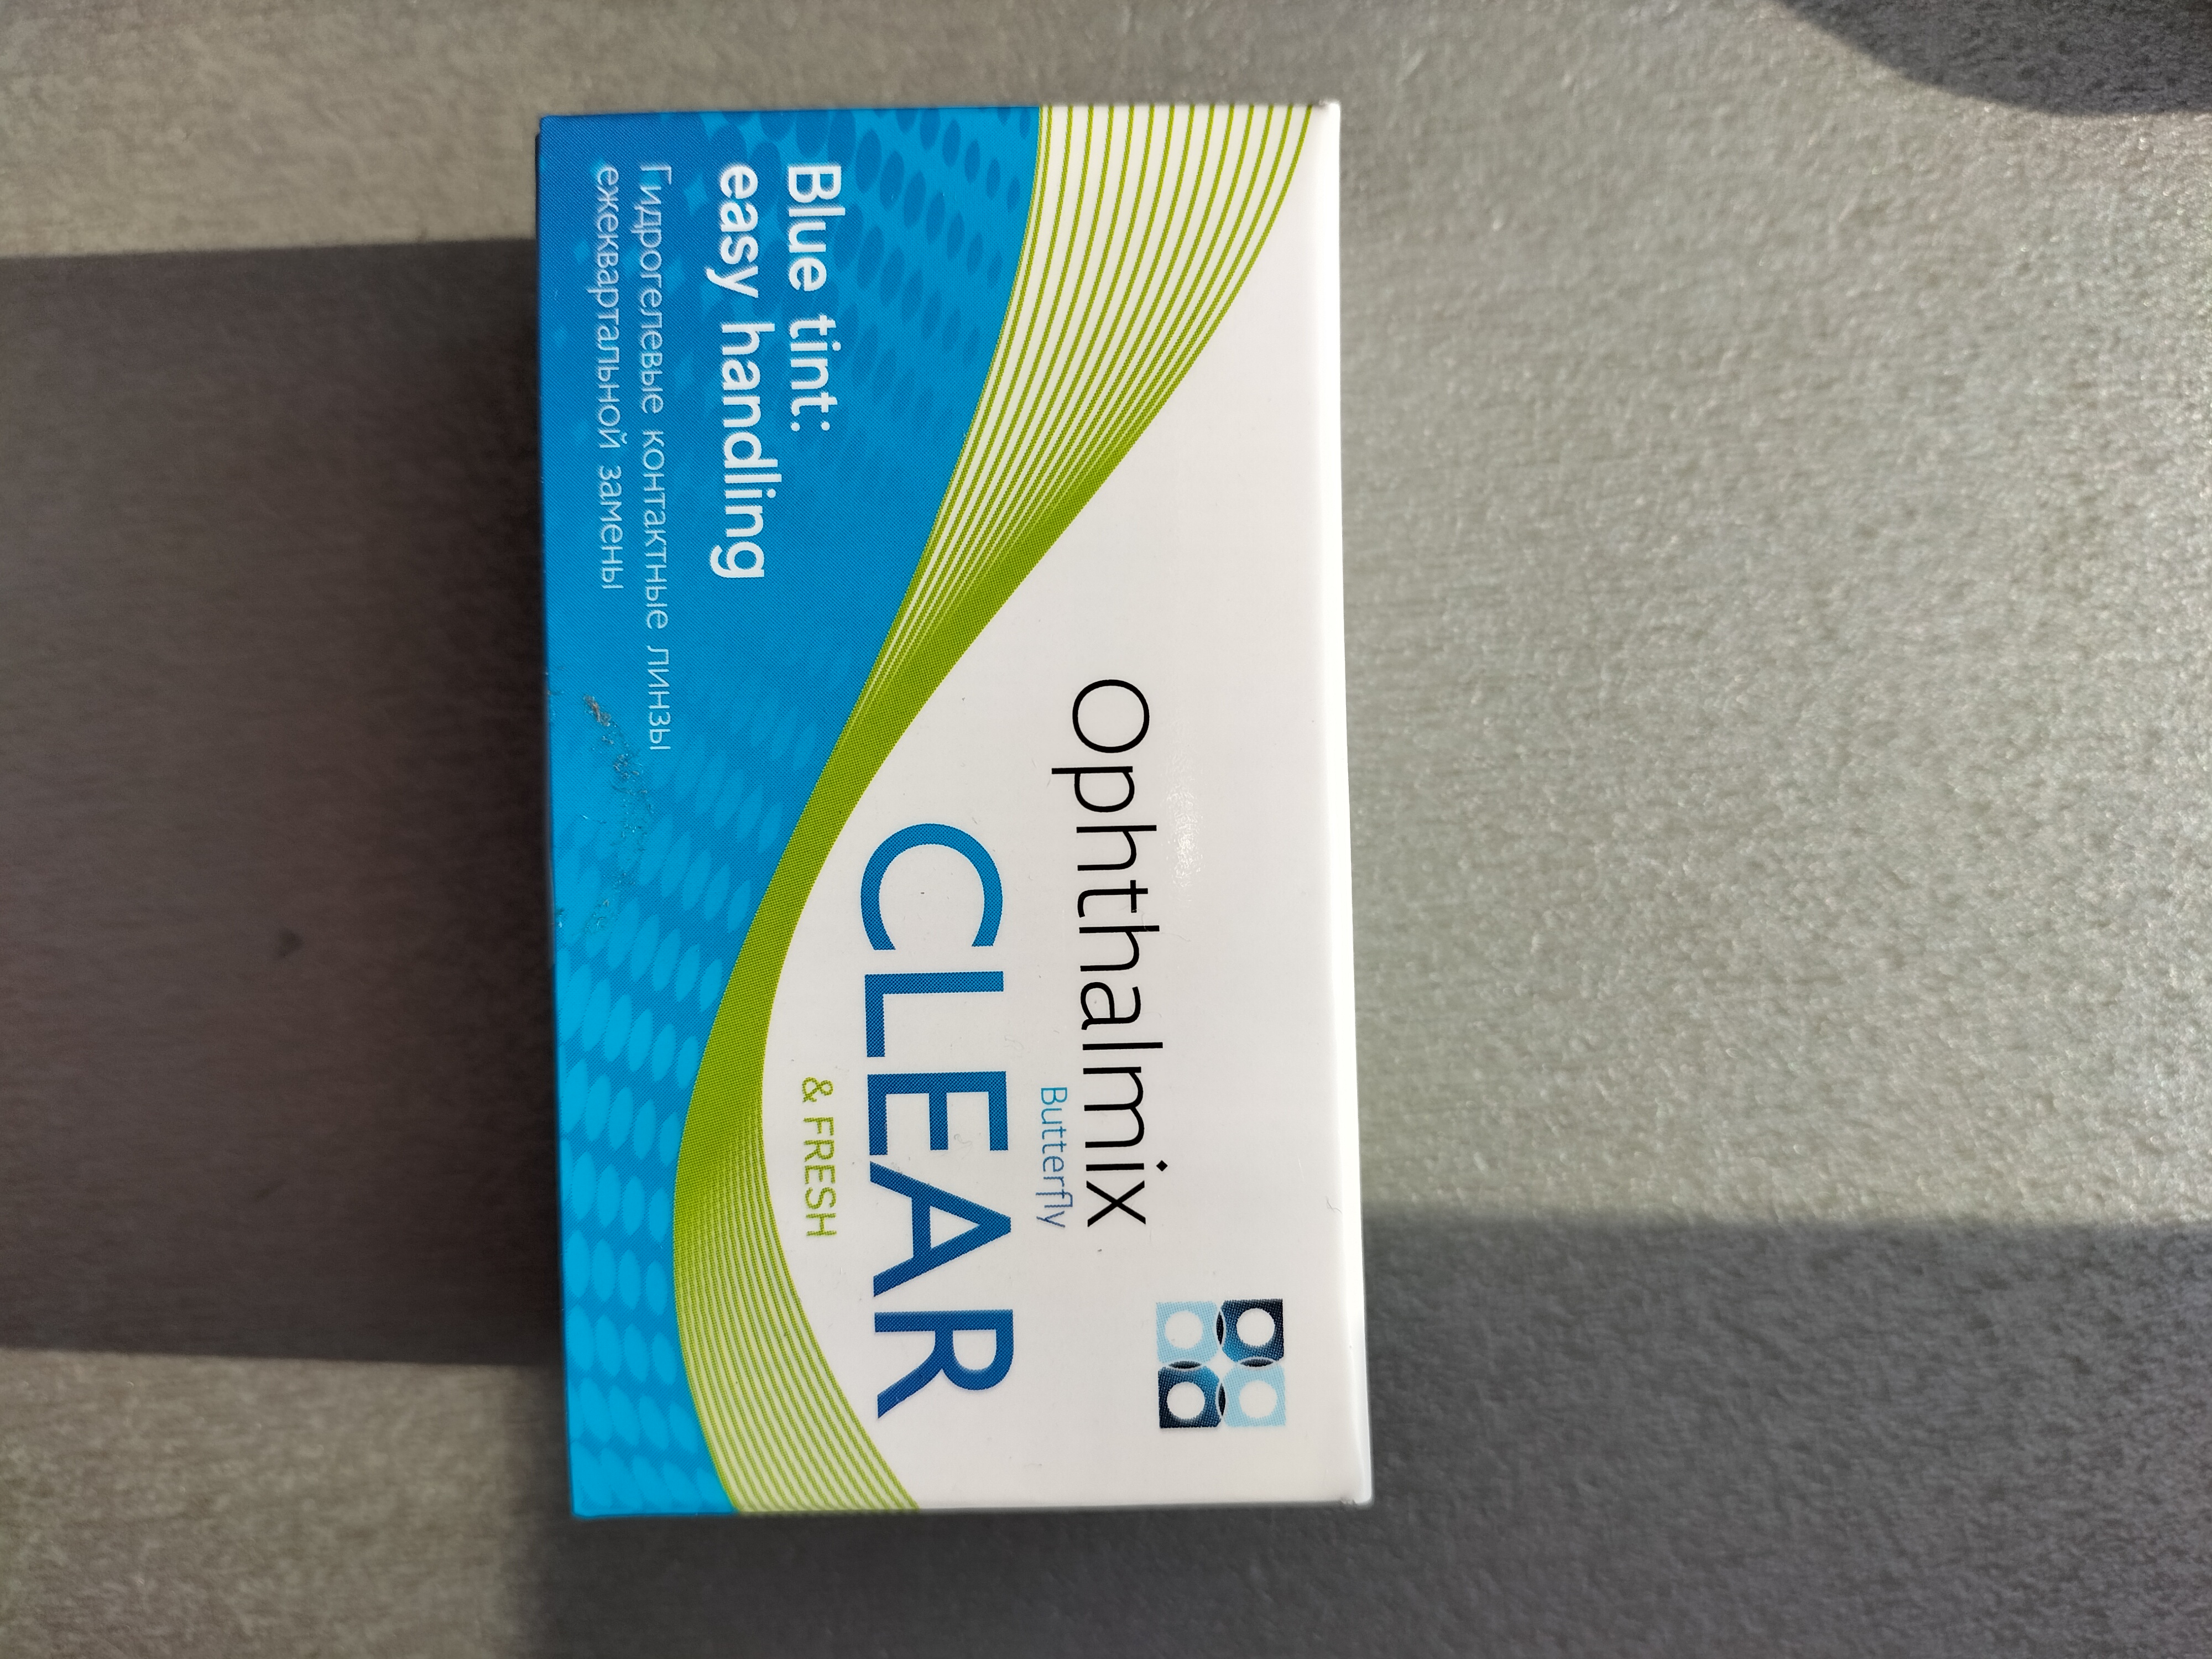 Ophthalmix
Butterfly
CLEAR
& FRESH
Blue tint:
easy handling
Гидрогелевые контактные линзы
ежеквартальной замены